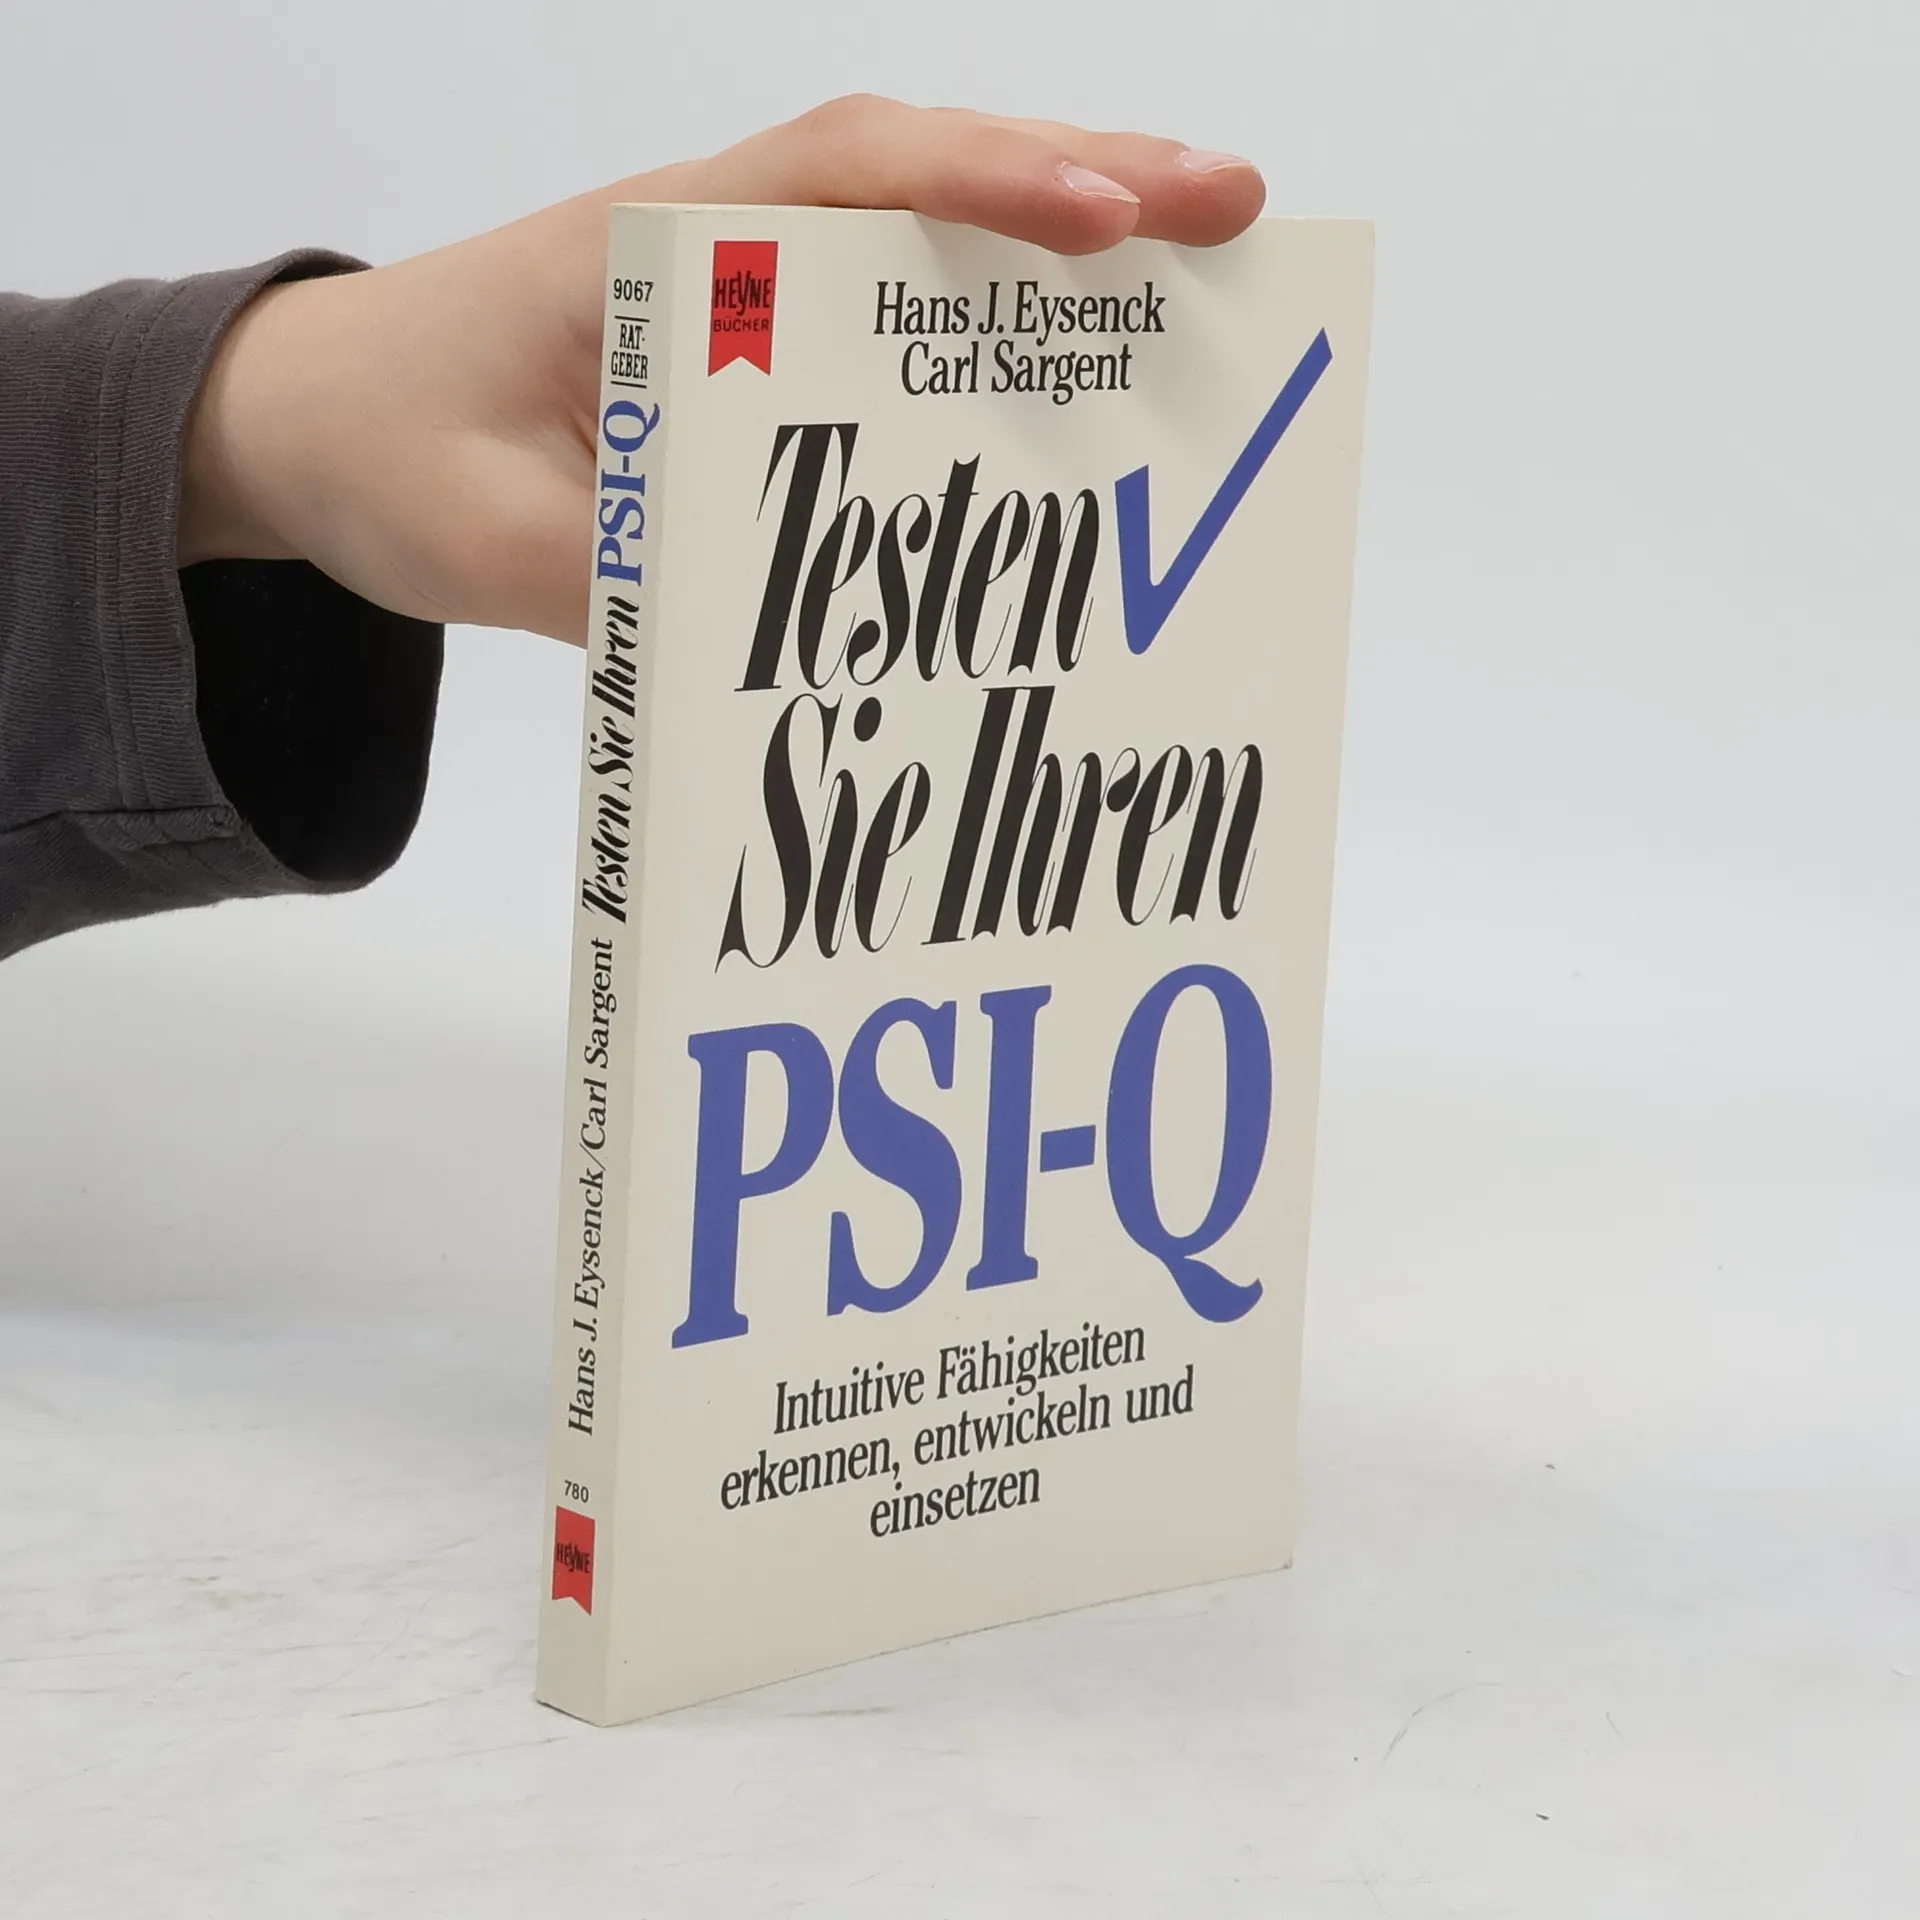 HEYNE
BÜCHER
Hans J. Eysenck
Carl Sargent
Testen
Sie Ihren
PSI-Q
Intuitive Fähigkeiten
erkennen, entwickeln und
einsetzen
9067
RAT-
GEBER
Hans J. Eysenck/Carl Sargent Testen Sie Ihren PSI-Q
780
HEYNE